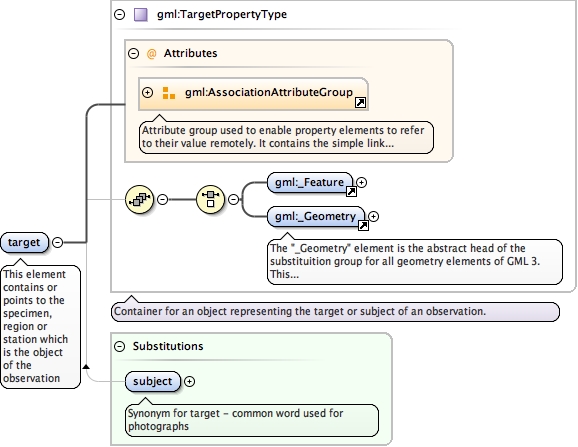 gml:TargetPropertyType
@ Attributes
gml:AssociationAttributeGroup
Attribute group used to enable property elements to refer
to their value remotely. It contains the simple link...
gml:_Feature
gml:_Geometry
The "_Geometry" element is the abstract head of the
substituition group for all geometry elements of GML 3.
This...
target
This element
contains or
points to the
specimen,
region or
station which
is the object
of the
observation
Container for an object representing the target or subject of an observation.
Substitutions
subject
Synonym for target - common word used for
photographs